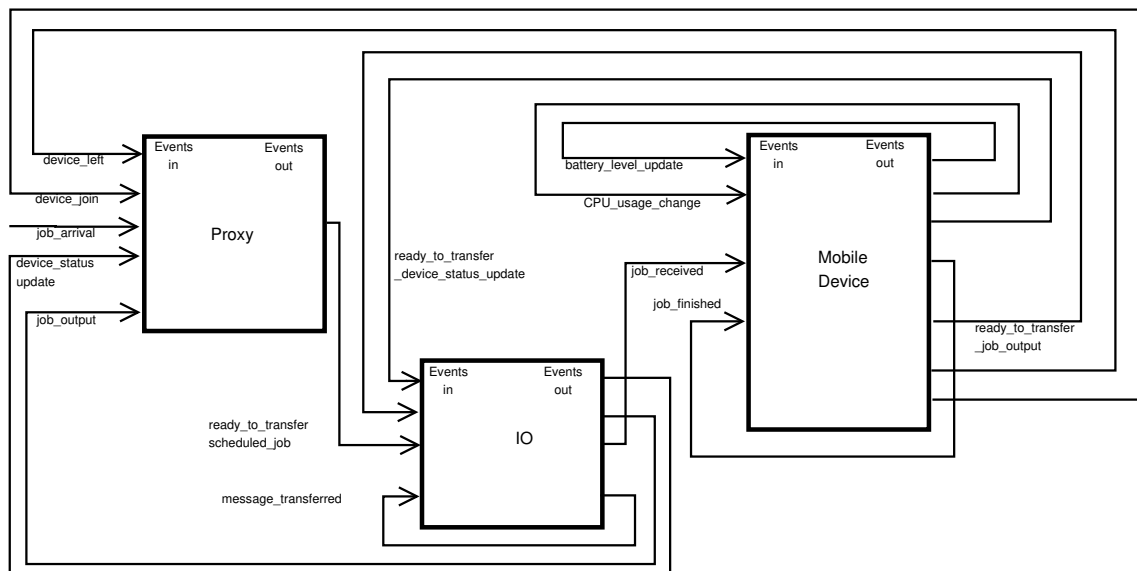 Events
in
Events
out
device_left
device_join
job_arrival
device_status
update
job_output
Proxy
battery_level_update
CPU_usage_change
Events
in
Events
out
Mobile
Device
ready_to_transfer
_device_status_update
job_received
job_finished
ready_to_transfer
_job_output
Events
in
Events
out
IO
ready_to_transfer
scheduled_job
message_transferred